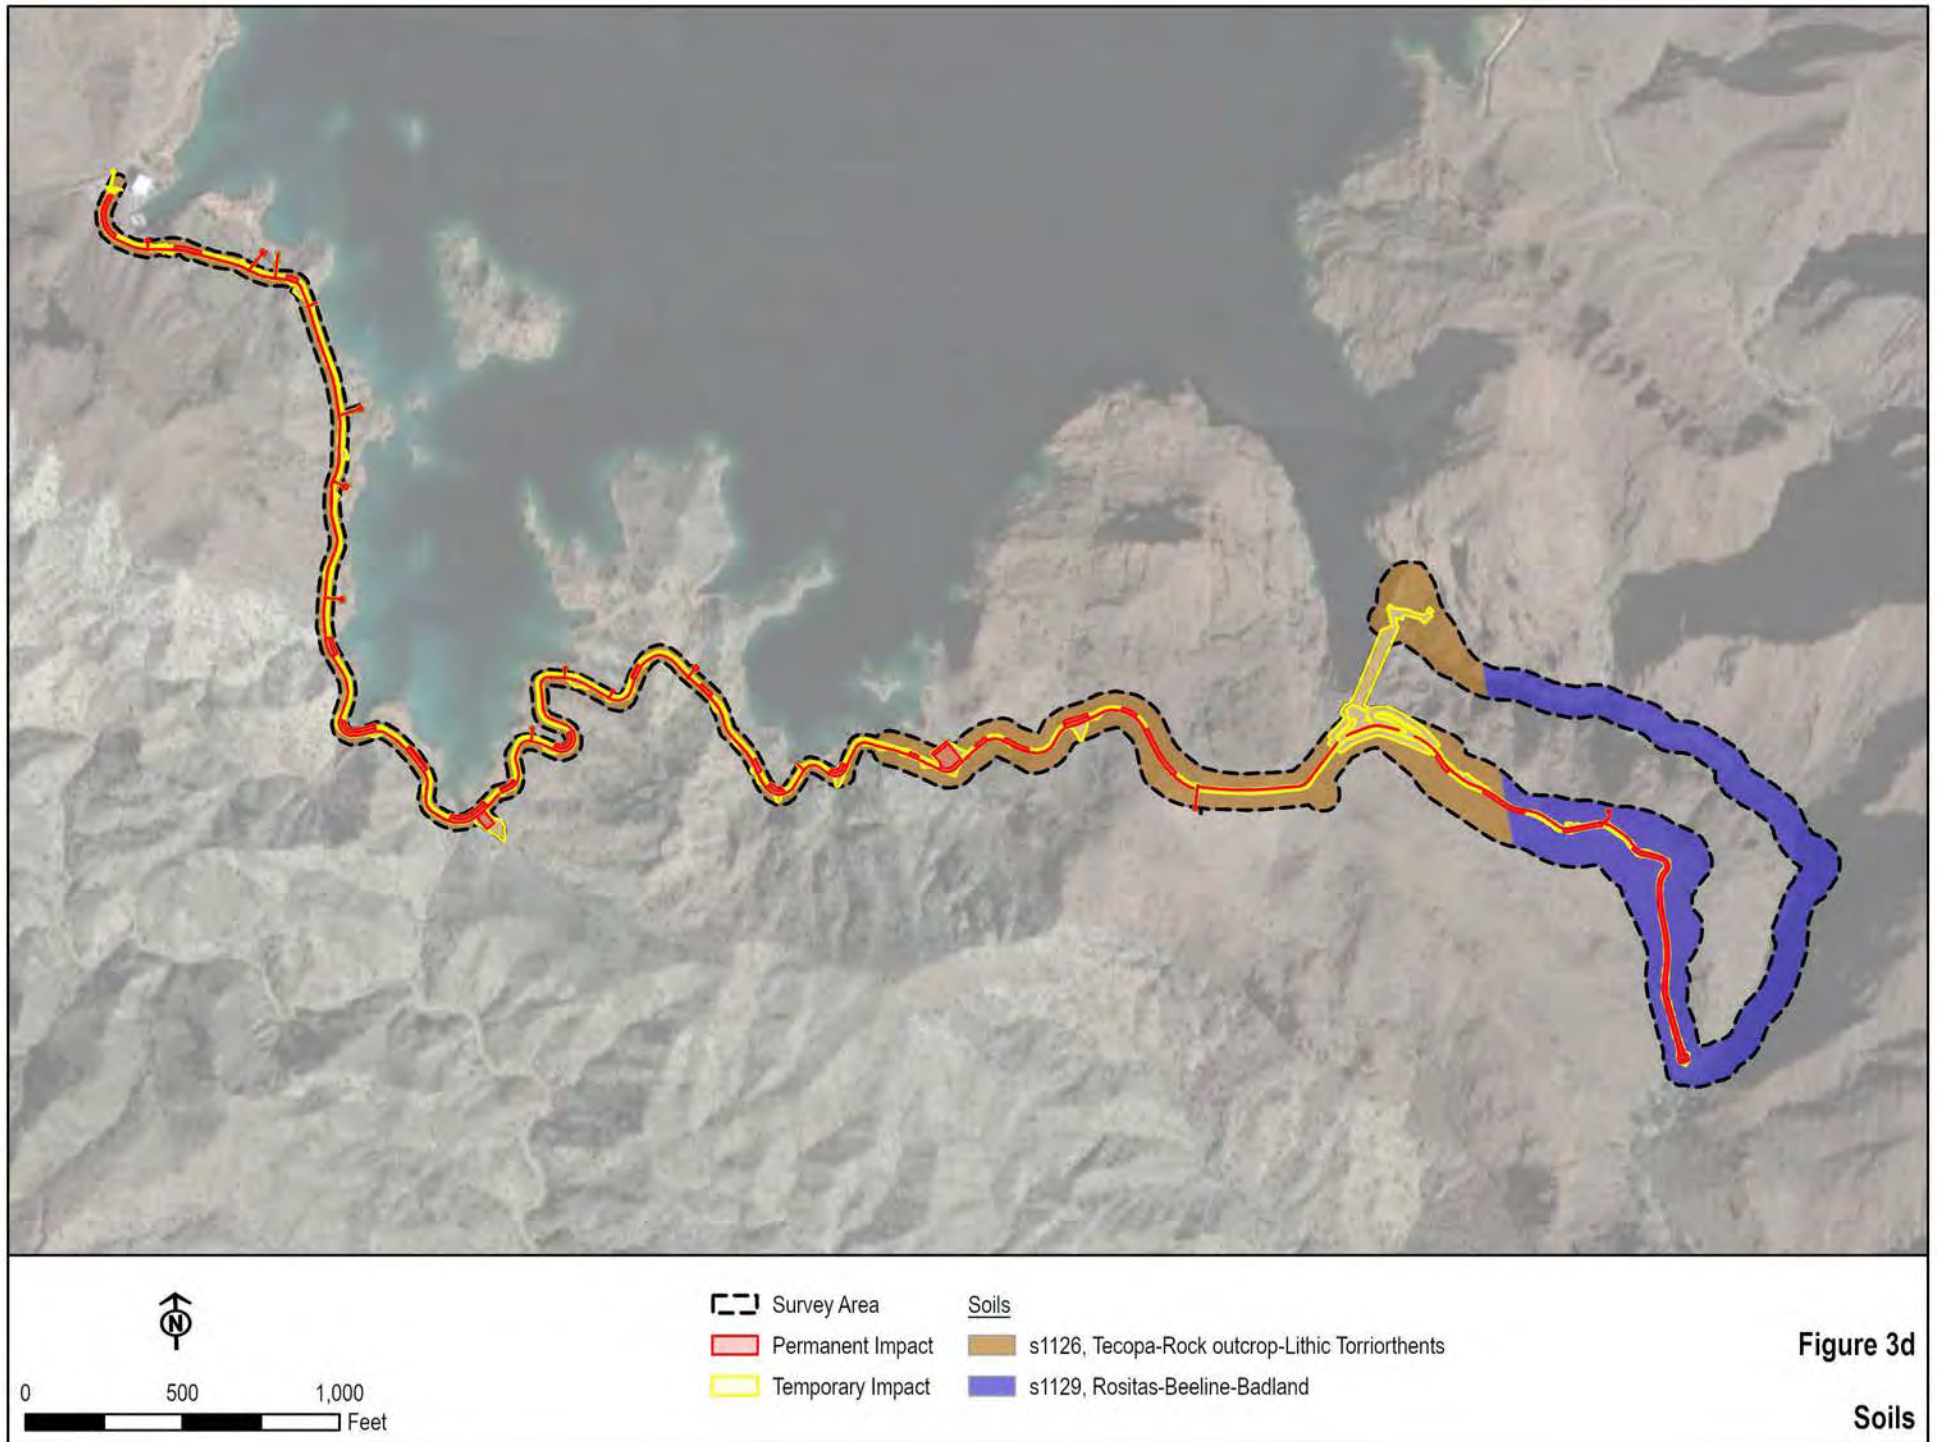 N
0 500 1,000
Feet
Survey Area
Permanent Impact
Temporary Impact
Soils
s1126, Tecopa-Rock outcrop-Lithic Torriorthents
s1129, Rositas-Beeline-Badland
Figure 3d
Soils